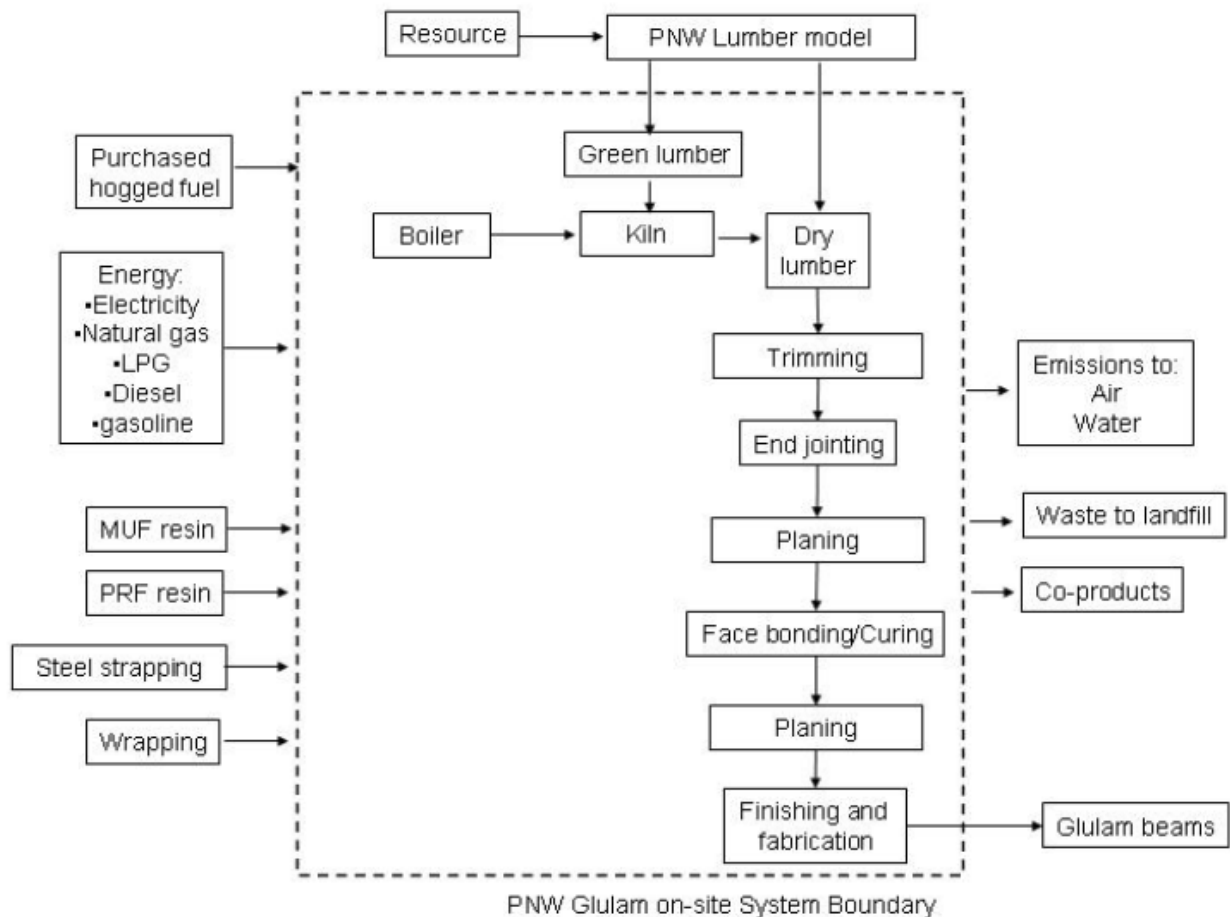 Resource
PNW Lumber model
Purchased
hogged fuel
Green lumber
Boiler
Kiln
Dry
lumber
Energy:
▪Electricity
▪Natural gas
▪LPG
▪Diesel
▪gasoline
Trimming
Emissions to:
Air
Water
End jointing
MUF resin
Planing
Waste to landfill
PRF resin
Co-products
Face bonding/Curing
Steel strapping
Wrapping
Planing
Finishing and
fabrication
Glulam beams
PNW Glulam on-site System Boundary